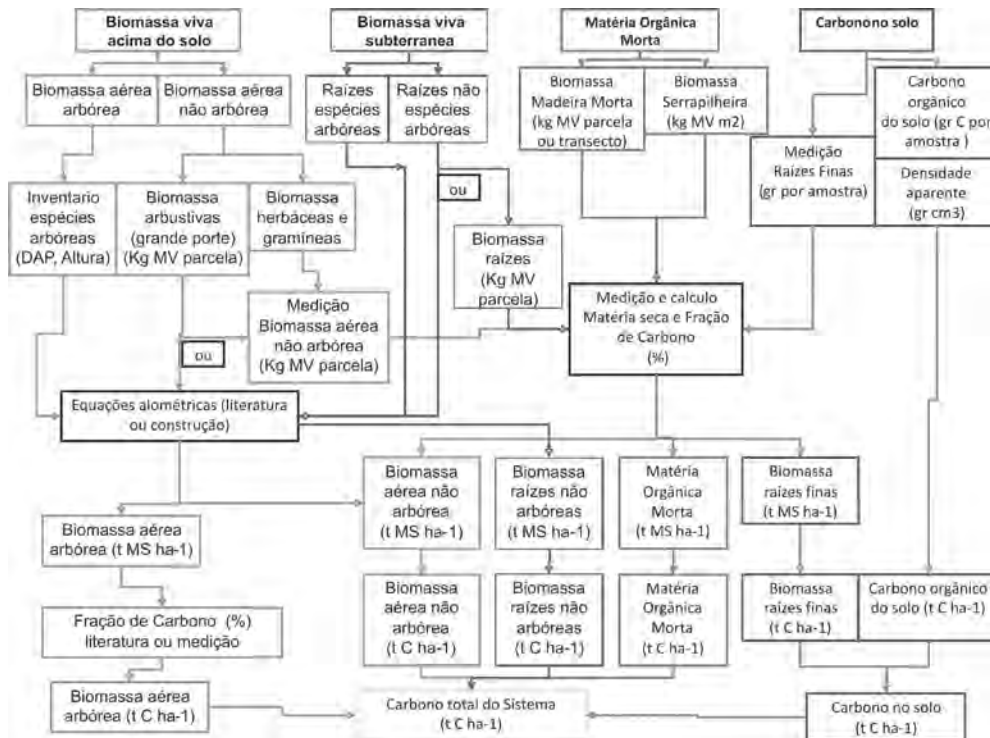 Biomassa viva
acima do solo
Biomassa viva
subterranea
Matéria Orgânica
Morta
Carbonono solo
Biomassa aérea
arbórea
Biomassa aérea
não arbórea
Raízes
espécies
arbóreas
Raízes não
espécies
arbóreas
Biomassa
Madeira Morta
(kg MV parcela
ou transecto)
Biomassa
Serrapilheira
(kg MV m2)
Carbono
orgânico
do solo (gr C por
amostra )
Medição
Raizes Finas
(gr por amostra)
Densidade
aparente
(gr cm3)
Inventario
espécies
arbóreas
(DAP, Altura)
Biomassa
arbustivas
(grande porte)
(Kg MV parcela)
Biomassa
herbáceas e
gramíneas
ou
Biomassa
raízes
(Kg MV
parcela)
Medição
Biomassa aérea
não arbórea
(Kg MV parcela)
ou
Medição e calculo
Matéria seca e Fração
de Carbono
(%)
Equações alométricas (literatura
ou construção)
Biomassa aérea
arbórea (t MS ha-1)
Biomassa
aérea não
arbórea
(t MS ha-1)
Biomassa
raízes não
arbóreas
(t MS ha-1)
Matéria
Orgânica
Morta
(t MS ha-1)
Biomassa
raízes finas
(t MS ha-1)
Fração de Carbono (%)
literatura ou medição
Biomassa
aérea não
arbórea
(t C ha-1)
Biomassa
raízes não
arbóreas
(t C ha-1)
Matéria
Orgânica
Morta
(t C ha-1)
Biomassa
raízes finas
(t C ha-1)
Carbono orgânico
do solo (t C ha-1)
Biomassa aérea
arbórea (t C ha-1)
Carbono total do Sistema
(t C ha-1)
Carbono no solo
(t C ha-1)